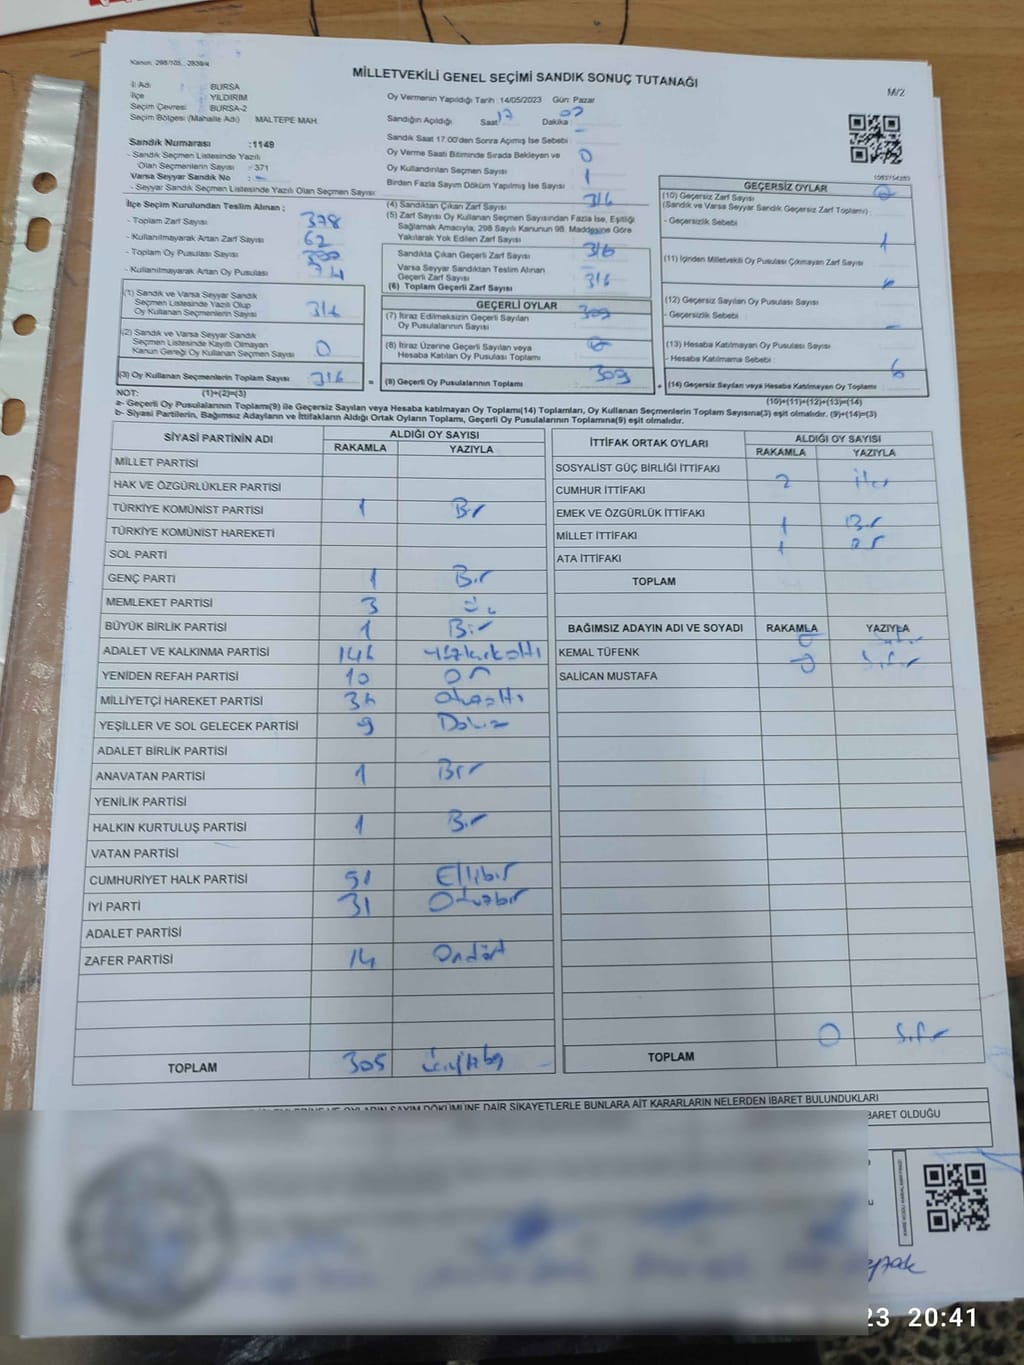 Kanun: 298/105, 2839/4
MİLLETVEKİLİ GENEL SEÇİMİ SANDIK SONUÇ TUTANAĞI
M/2
İl Adı : BURSA
İlçe : YILDIRIM
Seçim Çevresi : BURSA-2
Seçim Bölgesi (Mahalle Adı) MALTEPE MAH.
Oy Vermenin Yapıldığı Tarih :14/05/2023 Gün: Pazar
Sandığın Açıldığı Saat 17 Dakika
Sandık Saat 17.00'den Sonra Açılmış İse Sebebi :
Oy Verme Saati Bitiminde Sırada Bekleyen ve
Oy Kullandırılan Seçmen Sayısı : 0
Birden Fazla Sayım Döküm Yapılmış İse Sayısı : 1
Sandık Numarası :1149
- Sandık Seçmen Listesinde Yazılı
Olan Seçmenlerin Sayısı :371
Varsa Seyyar Sandık No : -
- Seyyar Sandık Seçmen Listesinde Yazılı Olan Seçmen Sayısı:
İlçe Seçim Kurulundan Teslim Alınan ;
- Toplam Zarf Sayısı : 378
- Kullanılmayarak Artan Zarf Sayısı : 62
- Toplam Oy Pusulası Sayısı :
- Kullanılmayarak Artan Oy Pusulası : 74
(1) Sandık ve Varsa Seyyar Sandık
Seçmen Listesinde Yazılı Olup
Oy Kullanan Seçmenlerin Sayısı : 316
(2) Sandık ve Varsa Seyyar Sandık
Seçmen Listesinde Kayıtlı Olmayan
Kanun Gereği Oy Kullanan Seçmen Sayısı : 0
(3) Oy Kullanan Seçmenlerin Toplam Sayısı : 316
(4) Sandıktan Çıkan Zarf Sayısı : 316
(5) Zarf Sayısı Oy Kullanan Seçmen Sayısından Fazla İse, Eşitliği
Sağlamak Amacıyla, 298 Sayılı Kanunun 98. Maddesine Göre
Yakılarak Yok Edilen Zarf Sayısı :
Sandıkta Çıkan Geçerli Zarf Sayısı : 316
Varsa Seyyar Sandıktan Teslim Alınan
Geçerli Zarf Sayısı : -
(6) Toplam Geçerli Zarf Sayısı : 316
GEÇERLİ OYLAR
(7) İtiraz Edilmeksizin Geçerli Sayılan
Oy Pusulalarının Sayısı :
(8) İtiraz Üzerine Geçerli Sayılan veya
Hesaba Katılan Oy Pusulası Toplamı :
= (9) Geçerli Oy Pusulalarının Toplamı : 309
1083754283
GEÇERSİZ OYLAR
(10) Geçersiz Zarf Sayısı
(Sandık ve Varsa Seyyar Sandık Geçersiz Zarf Toplamı) :
- Geçersizlik Sebebi :
(11) İçinden Milletvekili Oy Pusulası Çıkmayan Zarf Sayısı : 1
(12) Geçersiz Sayılan Oy Pusulası Sayısı :
- Geçersizlik Sebebi :
(13) Hesaba Katılmayan Oy Pusulası Sayısı : -
- Hesaba Katılmama Sebebi :
+ (14) Geçersiz Sayılan veya Hesaba Katılmayan Oy Toplamı : 6
NOT: (1)+(2)=(3)
(10)+(11)+(12)+(13)=(14)
a- Geçerli Oy Pusulalarının Toplamı(9) ile Geçersiz Sayılan veya Hesaba katılmayan Oy Toplamı(14) Toplamları, Oy Kullanan Seçmenlerin Toplam Sayısına(3) eşit olmalıdır. (9)+(14)=(3)
b- Siyasi Partilerin, Bağımsız Adayların ve İttifakların Aldığı Ortak Oyların Toplamı, Geçerli Oy Pusulalarının Toplamına(9) eşit olmalıdır.
SİYASİ PARTİNİN ADI ALDIĞI OY SAYISI
RAKAMLA YAZIYLA
MİLLET PARTİSİ
HAK VE ÖZGÜRLÜKLER PARTİSİ
TÜRKİYE KOMÜNİST PARTİSİ 1 Bir
TÜRKİYE KOMÜNİST HAREKETİ
SOL PARTİ
GENÇ PARTİ 1 Bir
MEMLEKET PARTİSİ 3 Üç
BÜYÜK BİRLİK PARTİSİ 1 Bir
ADALET VE KALKINMA PARTİSİ 146 Yüzkırkaltı
YENİDEN REFAH PARTİSİ 10 On
MİLLİYETÇİ HAREKET PARTİSİ 36 Otuzaltı
YEŞİLLER VE SOL GELECEK PARTİSİ 9 Dokuz
ADALET BİRLİK PARTİSİ
ANAVATAN PARTİSİ 1 Bir
YENİLİK PARTİSİ
HALKIN KURTULUŞ PARTİSİ 1 Bir
VATAN PARTİSİ
CUMHURİYET HALK PARTİSİ 51 Ellibir
İYİ PARTİ 31 Otuzbir
ADALET PARTİSİ
ZAFER PARTİSİ 14 Ondört
TOPLAM 305 Üçyüzbeş
İTTİFAK ORTAK OYLARI ALDIĞI OY SAYISI
RAKAMLA YAZIYLA
SOSYALİST GÜÇ BİRLİĞİ İTTİFAKI
CUMHUR İTTİFAKI 2 iki
EMEK VE ÖZGÜRLÜK İTTİFAKI
MİLLET İTTİFAKI 1 Bir
ATA İTTİFAKI 1 Bir
TOPLAM
BAĞIMSIZ ADAYIN ADI VE SOYADI RAKAMLA YAZIYLA
KEMAL TÜFENK 0 Sıfır
SALİCAN MUSTAFA 0 Sıfır
TOPLAM 0 Sıfır
OYLARIN SAYIM DÖKÜMÜNE DAİR ŞİKAYETLERLE BUNLARA AİT KARARLARIN NELERDEN İBARET BULUNDUKLARI
BARET OLDUĞU
23 20:41